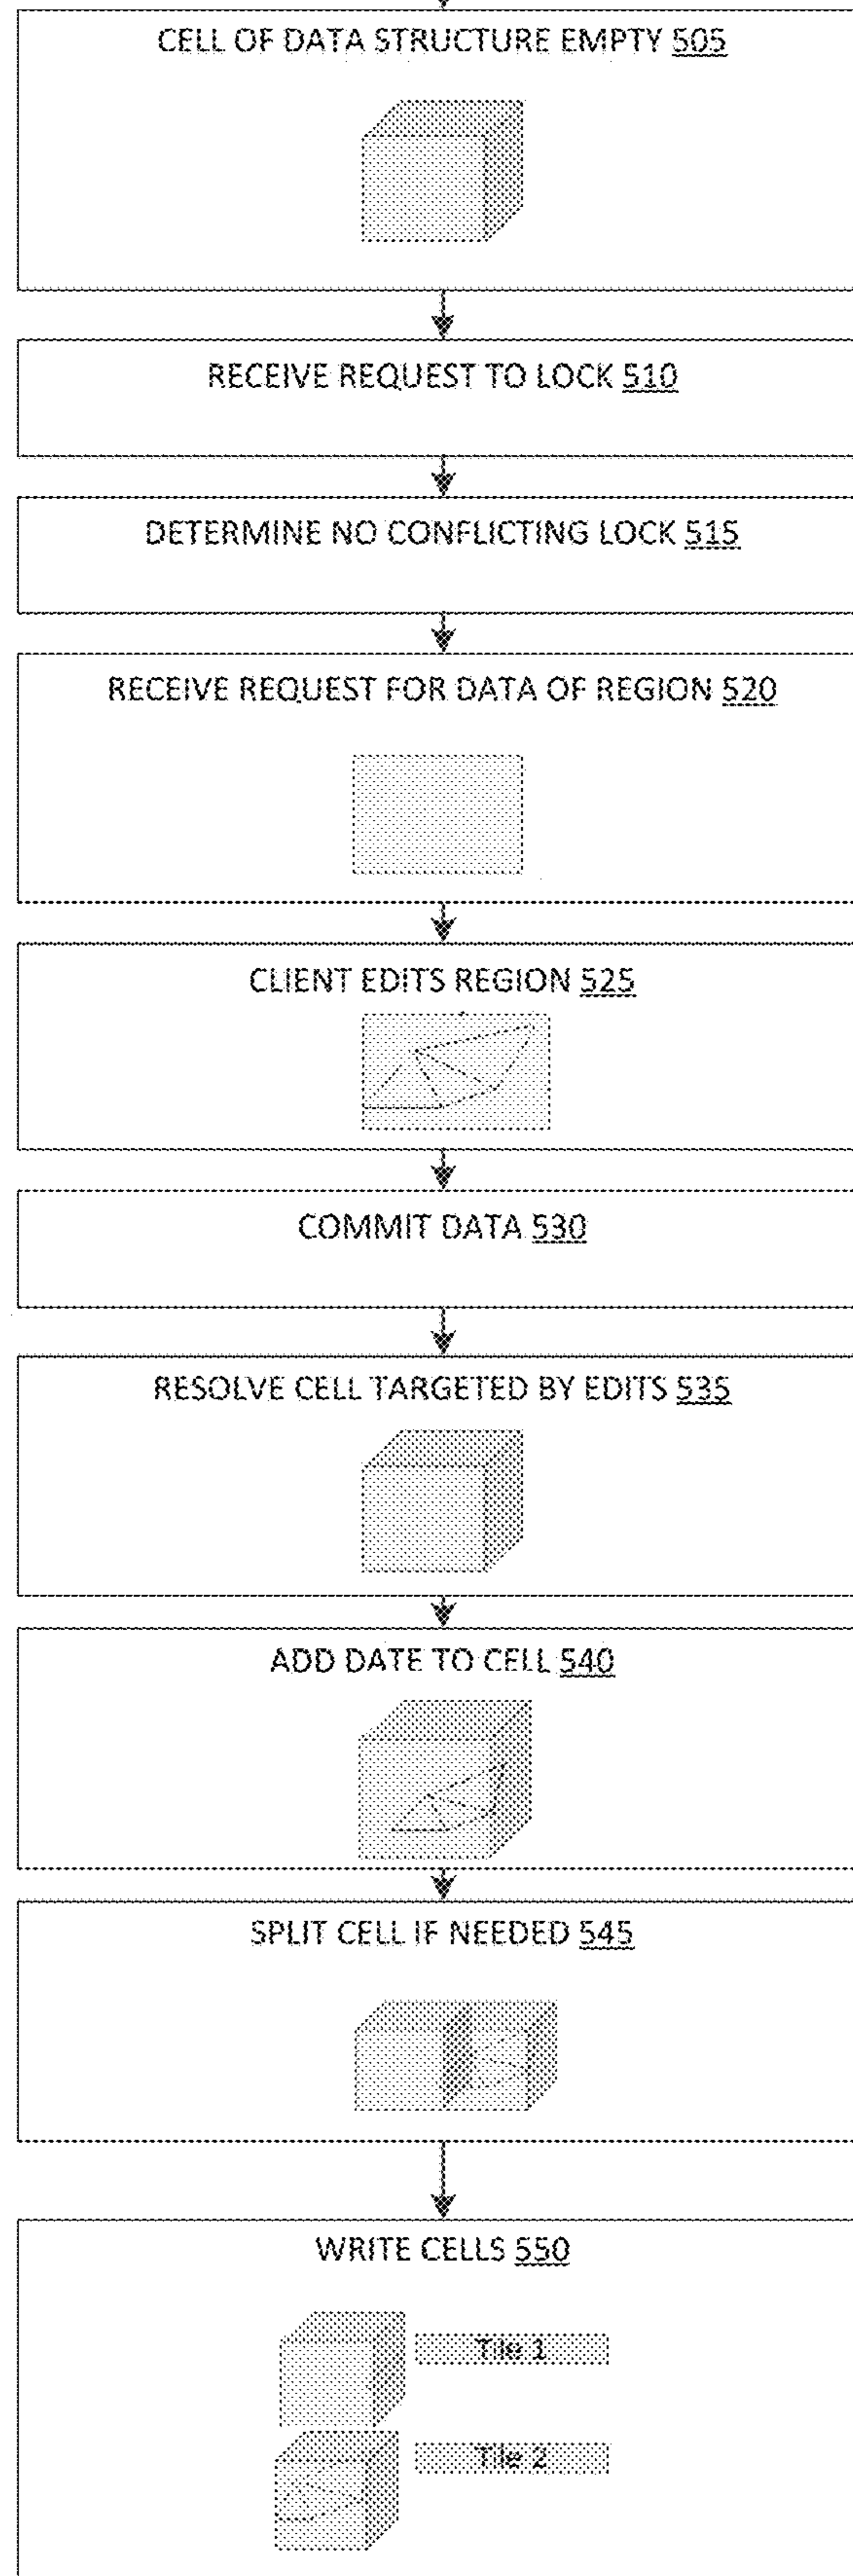 CELL OF DATA STRUCTURE EMPTY 505
RECEIVE REQUEST TO LOCK 510
DETERMINE NO CONFLICTING LOCK 515
RECEIVE REQUEST FOR DATA OF REGION 520
CLIENT EDITS REGION 525
COMMIT DATA 530
RESOLVE CELL TARGETED BY EDITS 535
ADD DATE TO CELL 540
SPLIT CELL IF NEEDED 545
WRITE CELLS 550
Tile 1
Tile 2